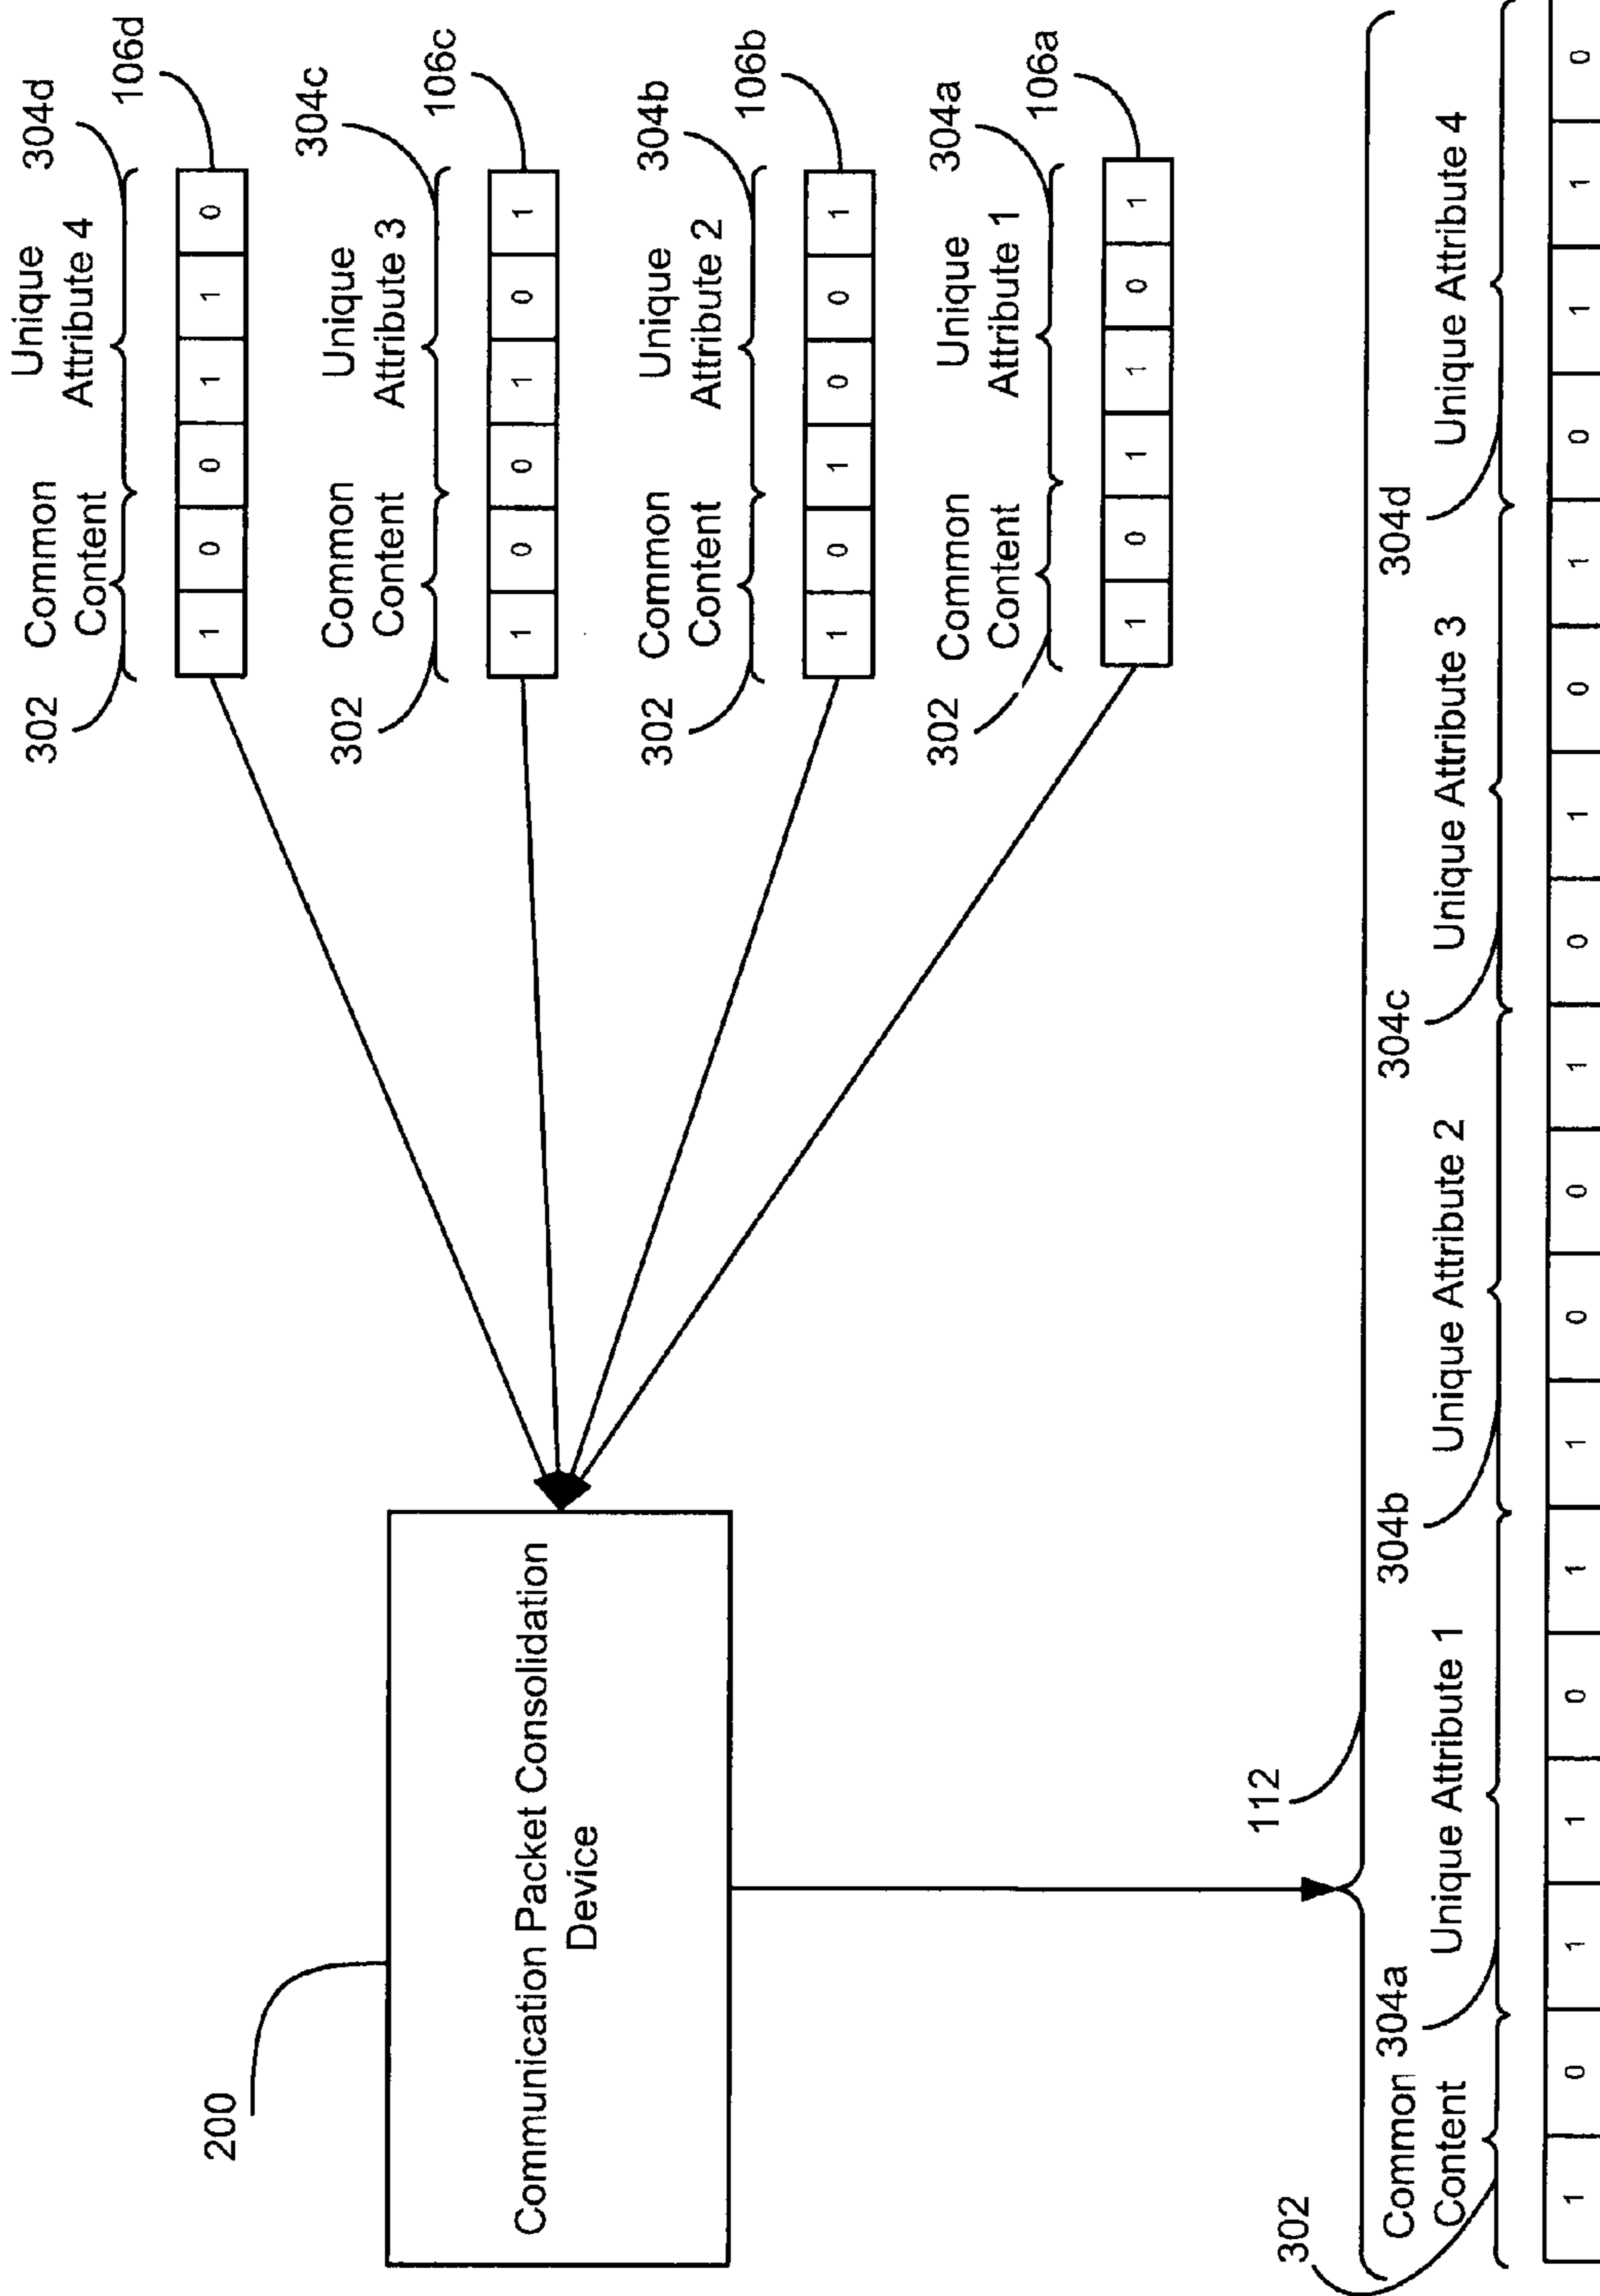 302 Common Unique 304d
Content Attribute 4
106d
1 0 0 1 1 0
200
302 Common Unique 304c
Content Attribute 3
106c
1 0 0 1 0 1
Communication Packet Consolidation
Device
302 Common Unique 304b
Content Attribute 2
106b
1 0 1 0 0 1
302 Common Unique 304a
Content Attribute 1
106a
1 0 1 1 0 1
112
302
Common 304a 304b 304c 304d
Content Unique Attribute 1 Unique Attribute 2 Unique Attribute 3 Unique Attribute 4
1 0 1 1 0 1 1 0 0 1 0 1 0 1 0 1 1 0